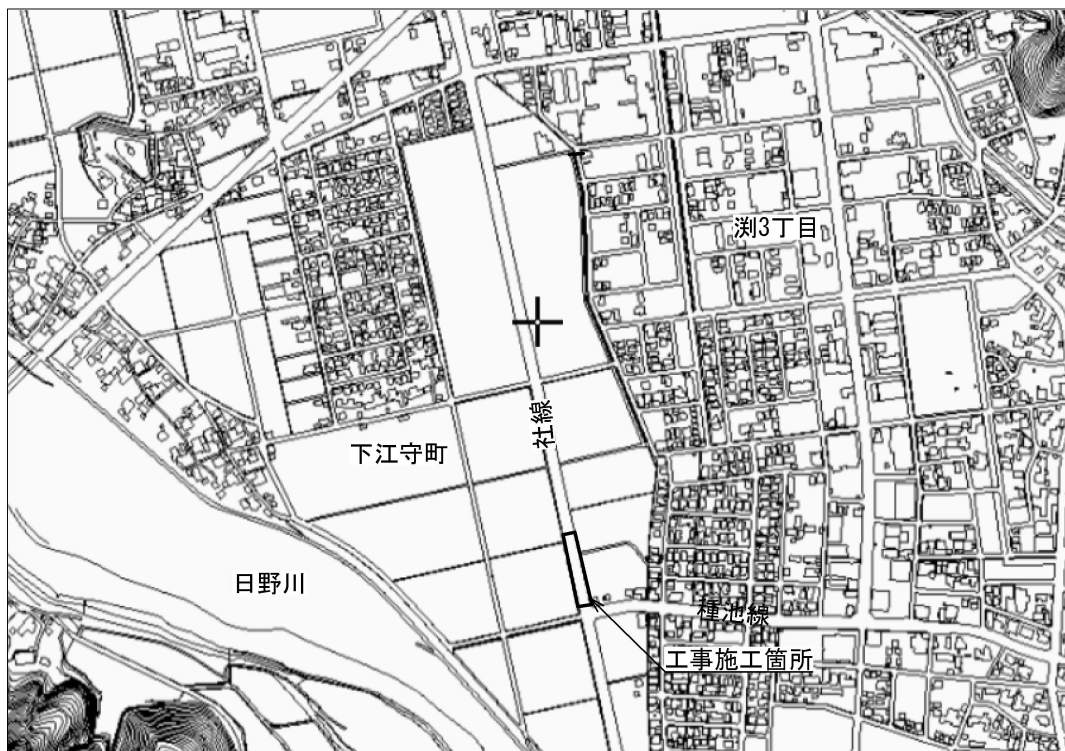 渕3丁目
社線
下江守町
日野川
種池線
工事施工箇所